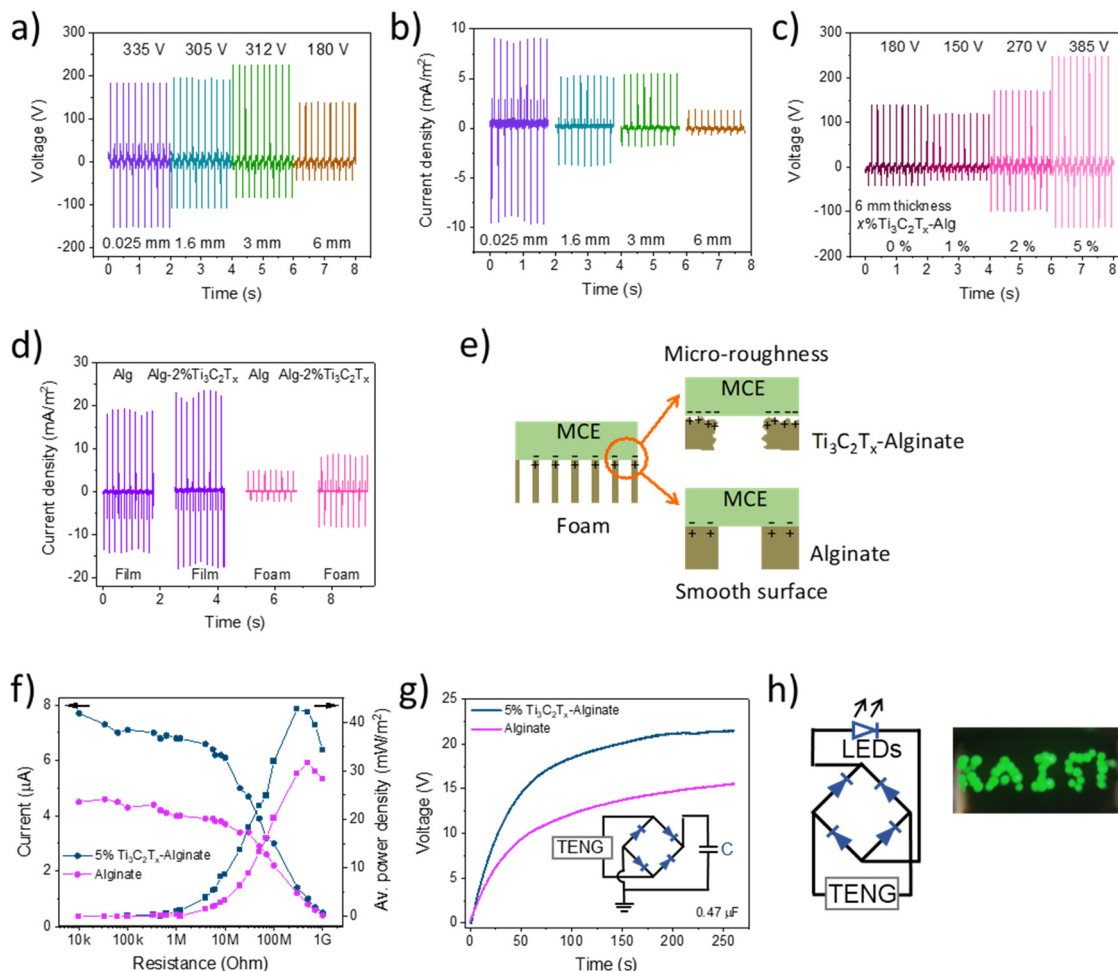 a)
335 V 305 V 312 V 180 V
300
200
100
0
-100
-200
Voltage (V)
0.025 mm 1.6 mm 3 mm 6 mm
0 1 2 3 4 5 6 7 8
Time (s)
b)
10
5
0
-5
-10
Current density (mA/m²)
0.025 mm 1.6 mm 3 mm 6 mm
0 1 2 3 4 5 6 7 8
Time (s)
c)
180 V 150 V 270 V 385 V
300
200
100
0
-100
-200
Voltage (V)
6 mm thickness
x%Ti₃C₂Tₓ-Alg
0 % 1 % 2 % 5 %
0 1 2 3 4 5 6 7 8
Time (s)
d)
Alg Alg-2%Ti₃C₂Tₓ Alg Alg-2%Ti₃C₂Tₓ
30
20
10
0
-10
-20
Current density (mA/m²)
Film Film Foam Foam
0 2 4 6 8
Time (s)
e)
Micro-roughness
MCE
Ti₃C₂Tₓ-Alginate
MCE
Foam
MCE
Alginate
Smooth surface
f)
8
6
4
2
0
Current (μA)
40
30
20
10
0
Av. power density (mW/m²)
5% Ti₃C₂Tₓ-Alginate
Alginate
10k 100k 1M 10M 100M 1G
Resistance (Ohm)
g)
25
20
15
10
5
0
Voltage (V)
5% Ti₃C₂Tₓ-Alginate
Alginate
TENG
C
0.47 μF
0 50 100 150 200 250
Time (s)
h)
LEDs
TENG
KAIST